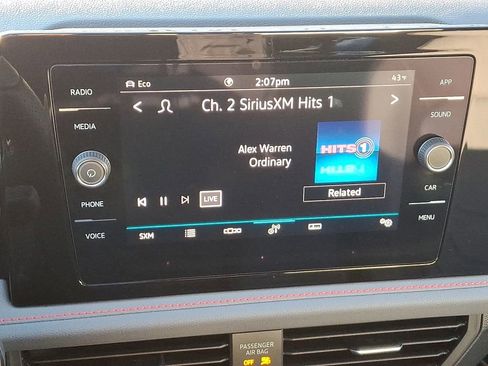 RADIO
MEDIA
PHONE
VOICE
Eco
2:07pm
43°F
< Ch. 2 SiriusXM Hits 1 >
Alex Warren
Ordinary
HITS 1
Related
LIVE
SXM
APP
SOUND
CAR
MENU
PASSENGER
AIR BAG
OFF